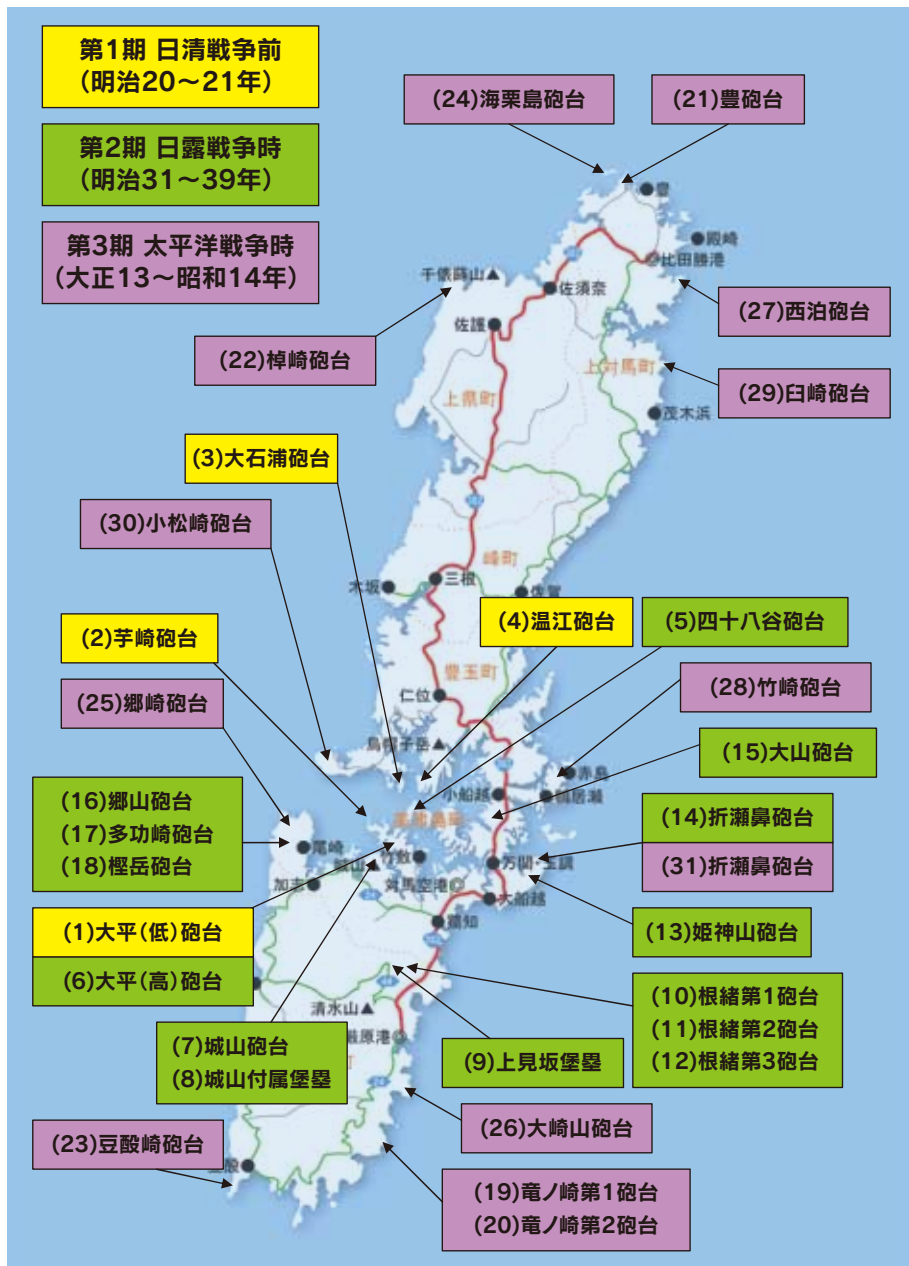 第1期 日清戦争前
(明治20～21年)
第2期 日露戦争時
(明治31～39年)
第3期 太平洋戦争時
(大正13～昭和14年)
(24)海栗島砲台
(21)豊砲台
豊
殿崎
比田勝港
千俵蒔山
佐須奈
(27)西泊砲台
佐護
(22)棹崎砲台
上対馬町
(29)臼崎砲台
上県町
茂木浜
(3)大石浦砲台
(30)小松崎砲台
峰町
三根
木坂
佐賀
(2)芋崎砲台
(4)温江砲台
(5)四十八谷砲台
豊玉町
(25)郷崎砲台
仁位
(28)竹崎砲台
烏帽子岳
(15)大山砲台
赤島
小船越
鴨居瀬
(16)郷山砲台
(17)多功崎砲台
(18)樫岳砲台
美津島町
(14)折瀬鼻砲台
(31)折瀬鼻砲台
尾崎
竹敷
城山
万関・玉調
加志
対馬空港
大船越
(1)大平(低)砲台
(6)大平(高)砲台
鶏知
(13)姫神山砲台
清水山
(10)根緒第1砲台
(11)根緒第2砲台
(12)根緒第3砲台
厳原港
(7)城山砲台
(8)城山付属堡塁
(9)上見坂堡塁
町
24
(26)大崎山砲台
(23)豆酸崎砲台
豆酘
(19)竜ノ崎第1砲台
(20)竜ノ崎第2砲台